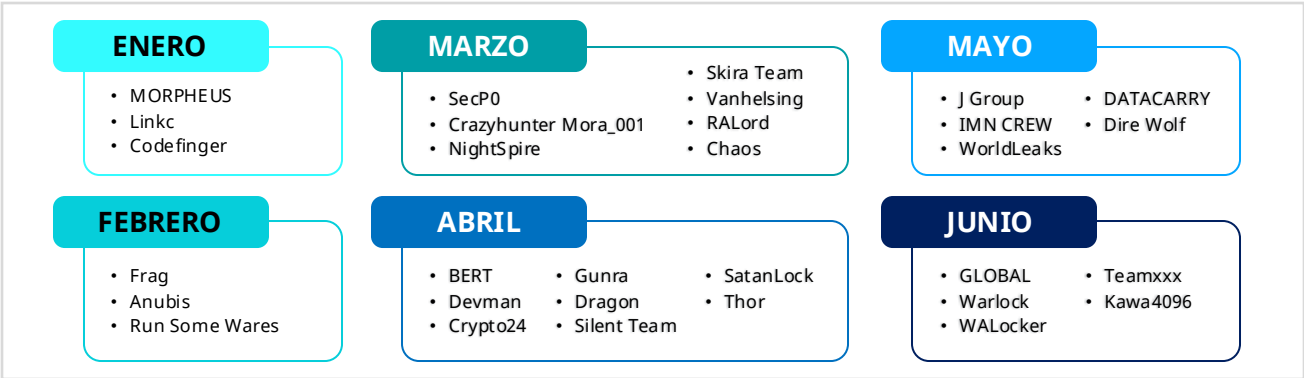 ENERO
• MORPHEUS
• Linkc
• Codefinger
MARZO
• SecP0
• Crazyhunter Mora_001
• NightSpire
• Skira Team
• Vanhelsing
• RALord
• Chaos
MAYO
• J Group
• IMN CREW
• WorldLeaks
• DATACARRY
• Dire Wolf
FEBRERO
• Frag
• Anubis
• Run Some Wares
ABRIL
• BERT
• Devman
• Crypto24
• Gunra
• Dragon
• Silent Team
• SatanLock
• Thor
JUNIO
• GLOBAL
• Warlock
• WALocker
• Teamxxx
• Kawa4096